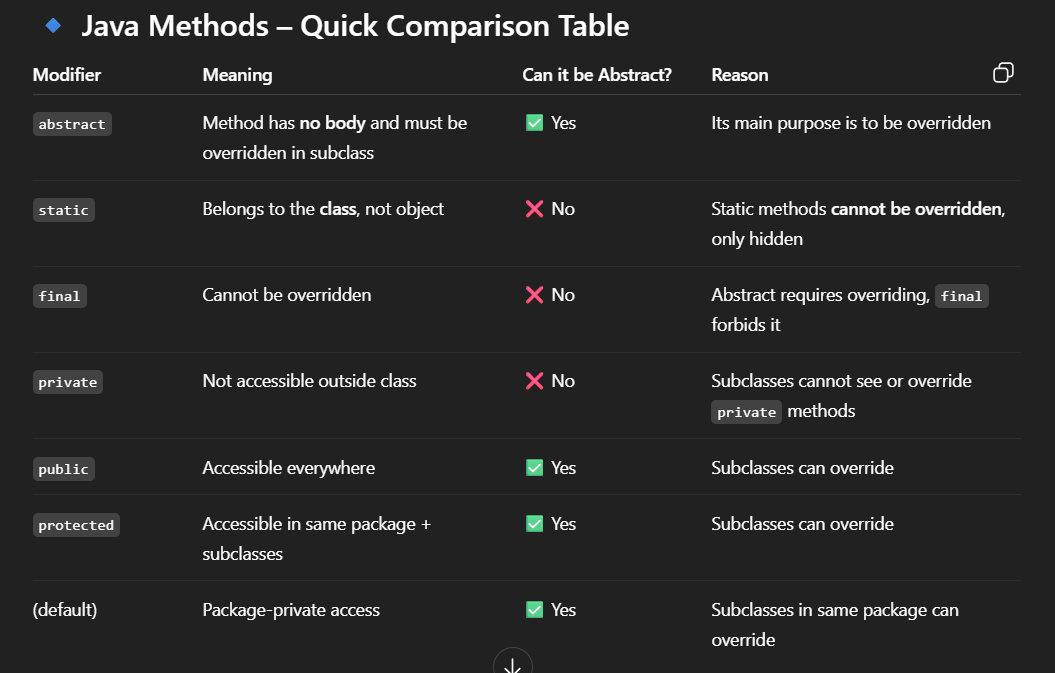 Java Methods – Quick Comparison Table
Modifier Meaning Can it be Abstract? Reason
abstract Method has no body and must be Yes Its main purpose is to be overridden
overridden in subclass
static Belongs to the class, not object No Static methods cannot be overridden,
only hidden
final Cannot be overridden No Abstract requires overriding, final
forbids it
private Not accessible outside class No Subclasses cannot see or override
private methods
public Accessible everywhere Yes Subclasses can override
protected Accessible in same package + Yes Subclasses can override
subclasses
(default) Package-private access Yes Subclasses in same package can
override